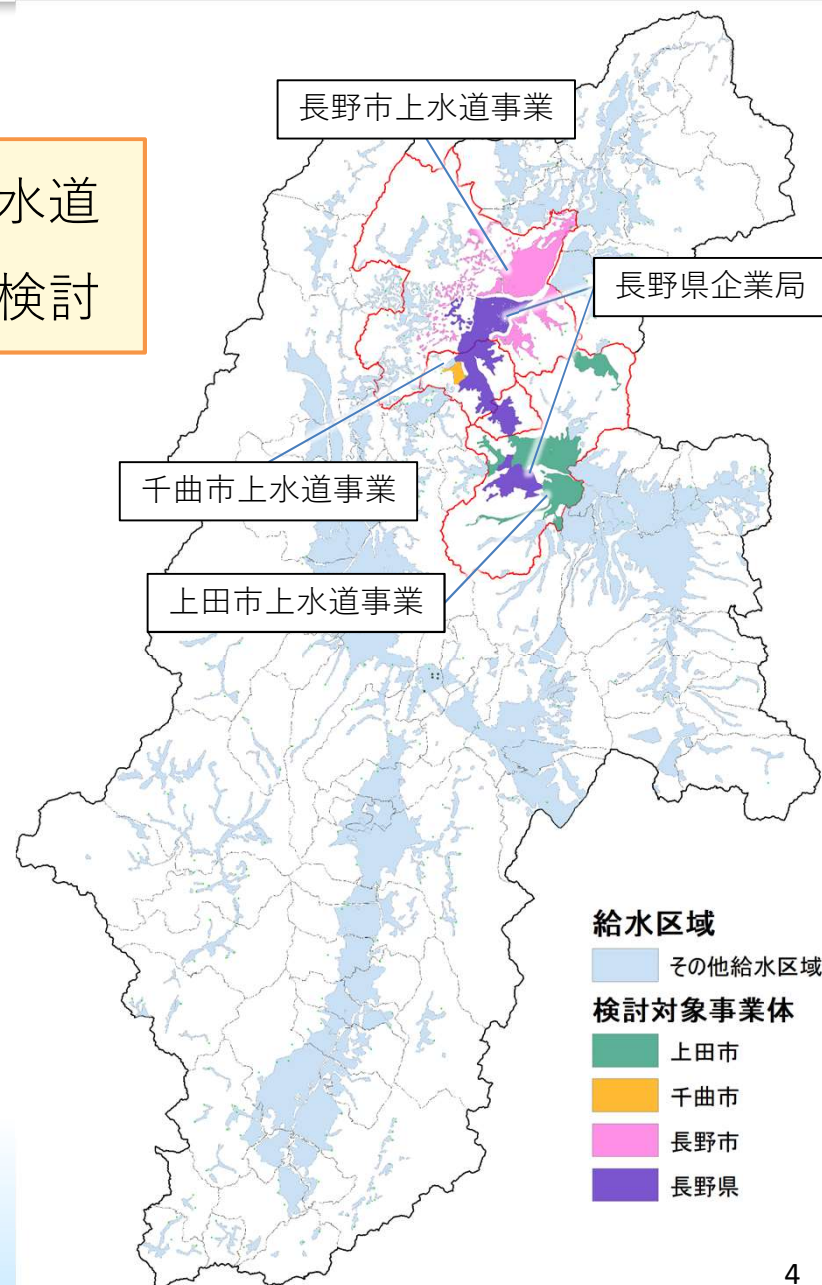 長野市上水道事業
水道
検討
長野県企業局
千曲市上水道事業
上田市上水道事業
給水区域
その他給水区域
検討対象事業体
上田市
千曲市
長野市
長野県
4